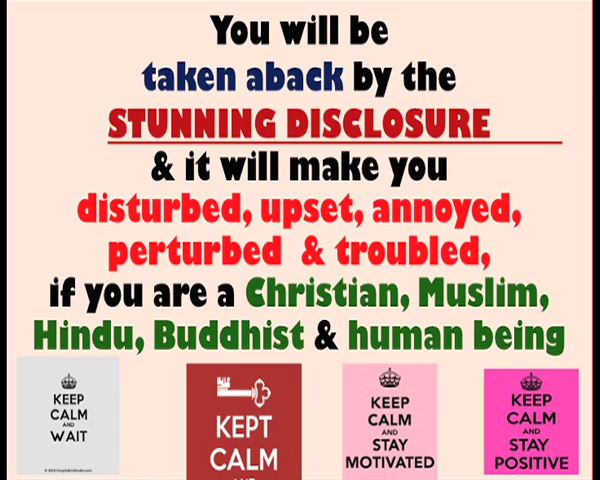 You will be
taken aback by the
STUNNING DISCLOSURE
& it will make you
disturbed, upset, annoyed,
perturbed & troubled,
if you are a Christian, Muslim,
Hindu, Buddhist & human being
KEEP
CALM
AND
WAIT
KEPT
CALM
AND
KEEP
CALM
AND
STAY
MOTIVATED
KEEP
CALM
AND
STAY
POSITIVE